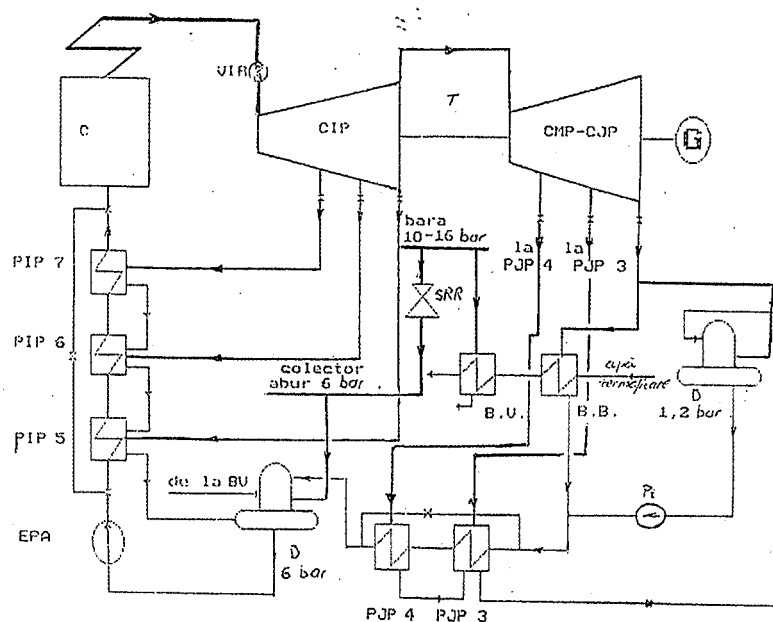 VIR
C
CIP
T
CMP-CJP
G
bara
10-16 bar
la
PJP 4
la
PJP 3
PIP 7
SRR
PIP 6
colector
abur 6 bar
apă
termoficare
B.V.
B.B.
D
1,2 bar
PIP 5
de la BV
Pi
EPA
D
6 bar
PJP 4
PJP 3